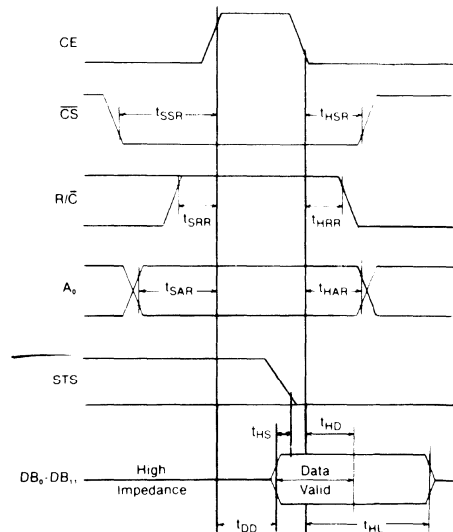 CE
C̅S̅
tSSR
tHSR
R/C̅
tSRR
tHRR
A₀
tSAR
tHAR
STS
tHS
tHD
DB₀-DB₁₁
High
Impedance
Data
Valid
tDD
tHL